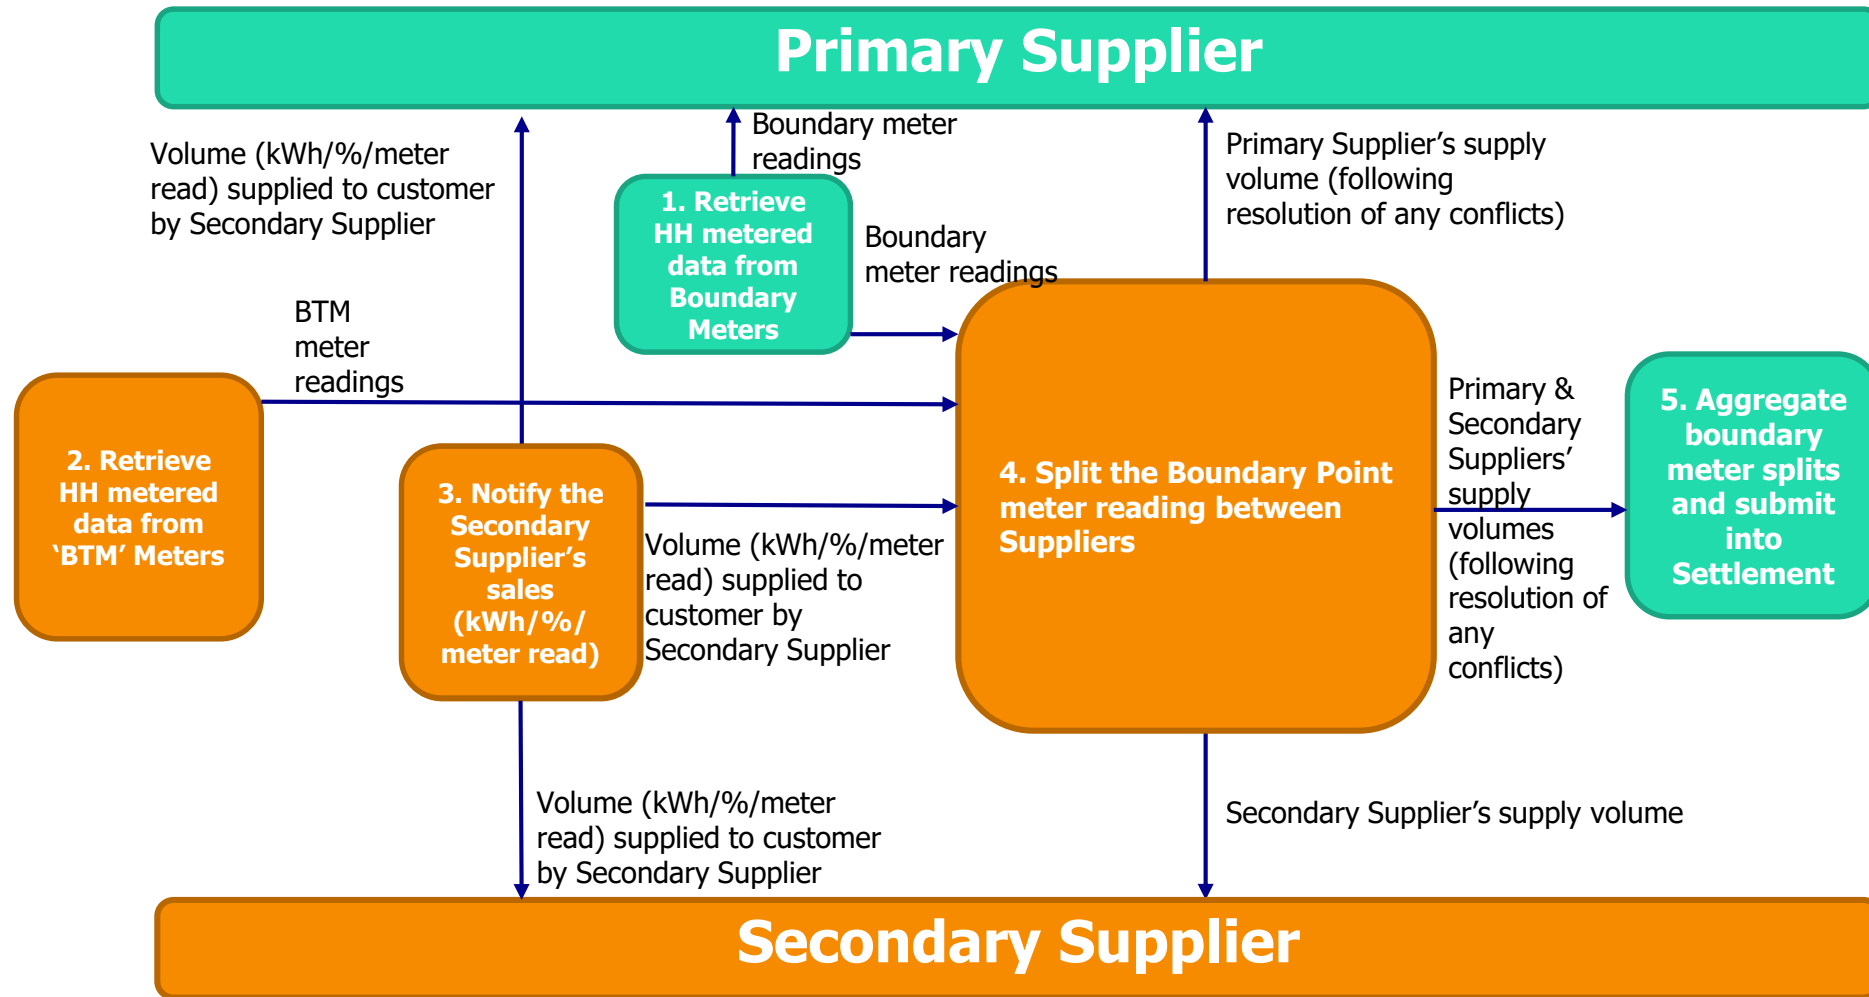 Primary Supplier
Volume (kWh/%/meter
read) supplied to customer
by Secondary Supplier
Boundary meter
readings
Primary Supplier’s supply
volume (following
resolution of any conflicts)
1. Retrieve
HH metered
data from
Boundary
Meters
Boundary
meter readings
BTM
meter
readings
2. Retrieve
HH metered
data from
‘BTM’ Meters
3. Notify the
Secondary
Supplier’s
sales
(kWh/%/
meter read)
Volume (kWh/%/meter
read) supplied to
customer by
Secondary Supplier
4. Split the Boundary Point
meter reading between
Suppliers
Primary &
Secondary
Suppliers’
supply
volumes
(following
resolution of
any
conflicts)
5. Aggregate
boundary
meter splits
and submit
into
Settlement
Volume (kWh/%/meter
read) supplied to customer
by Secondary Supplier
Secondary Supplier’s supply volume
Secondary Supplier